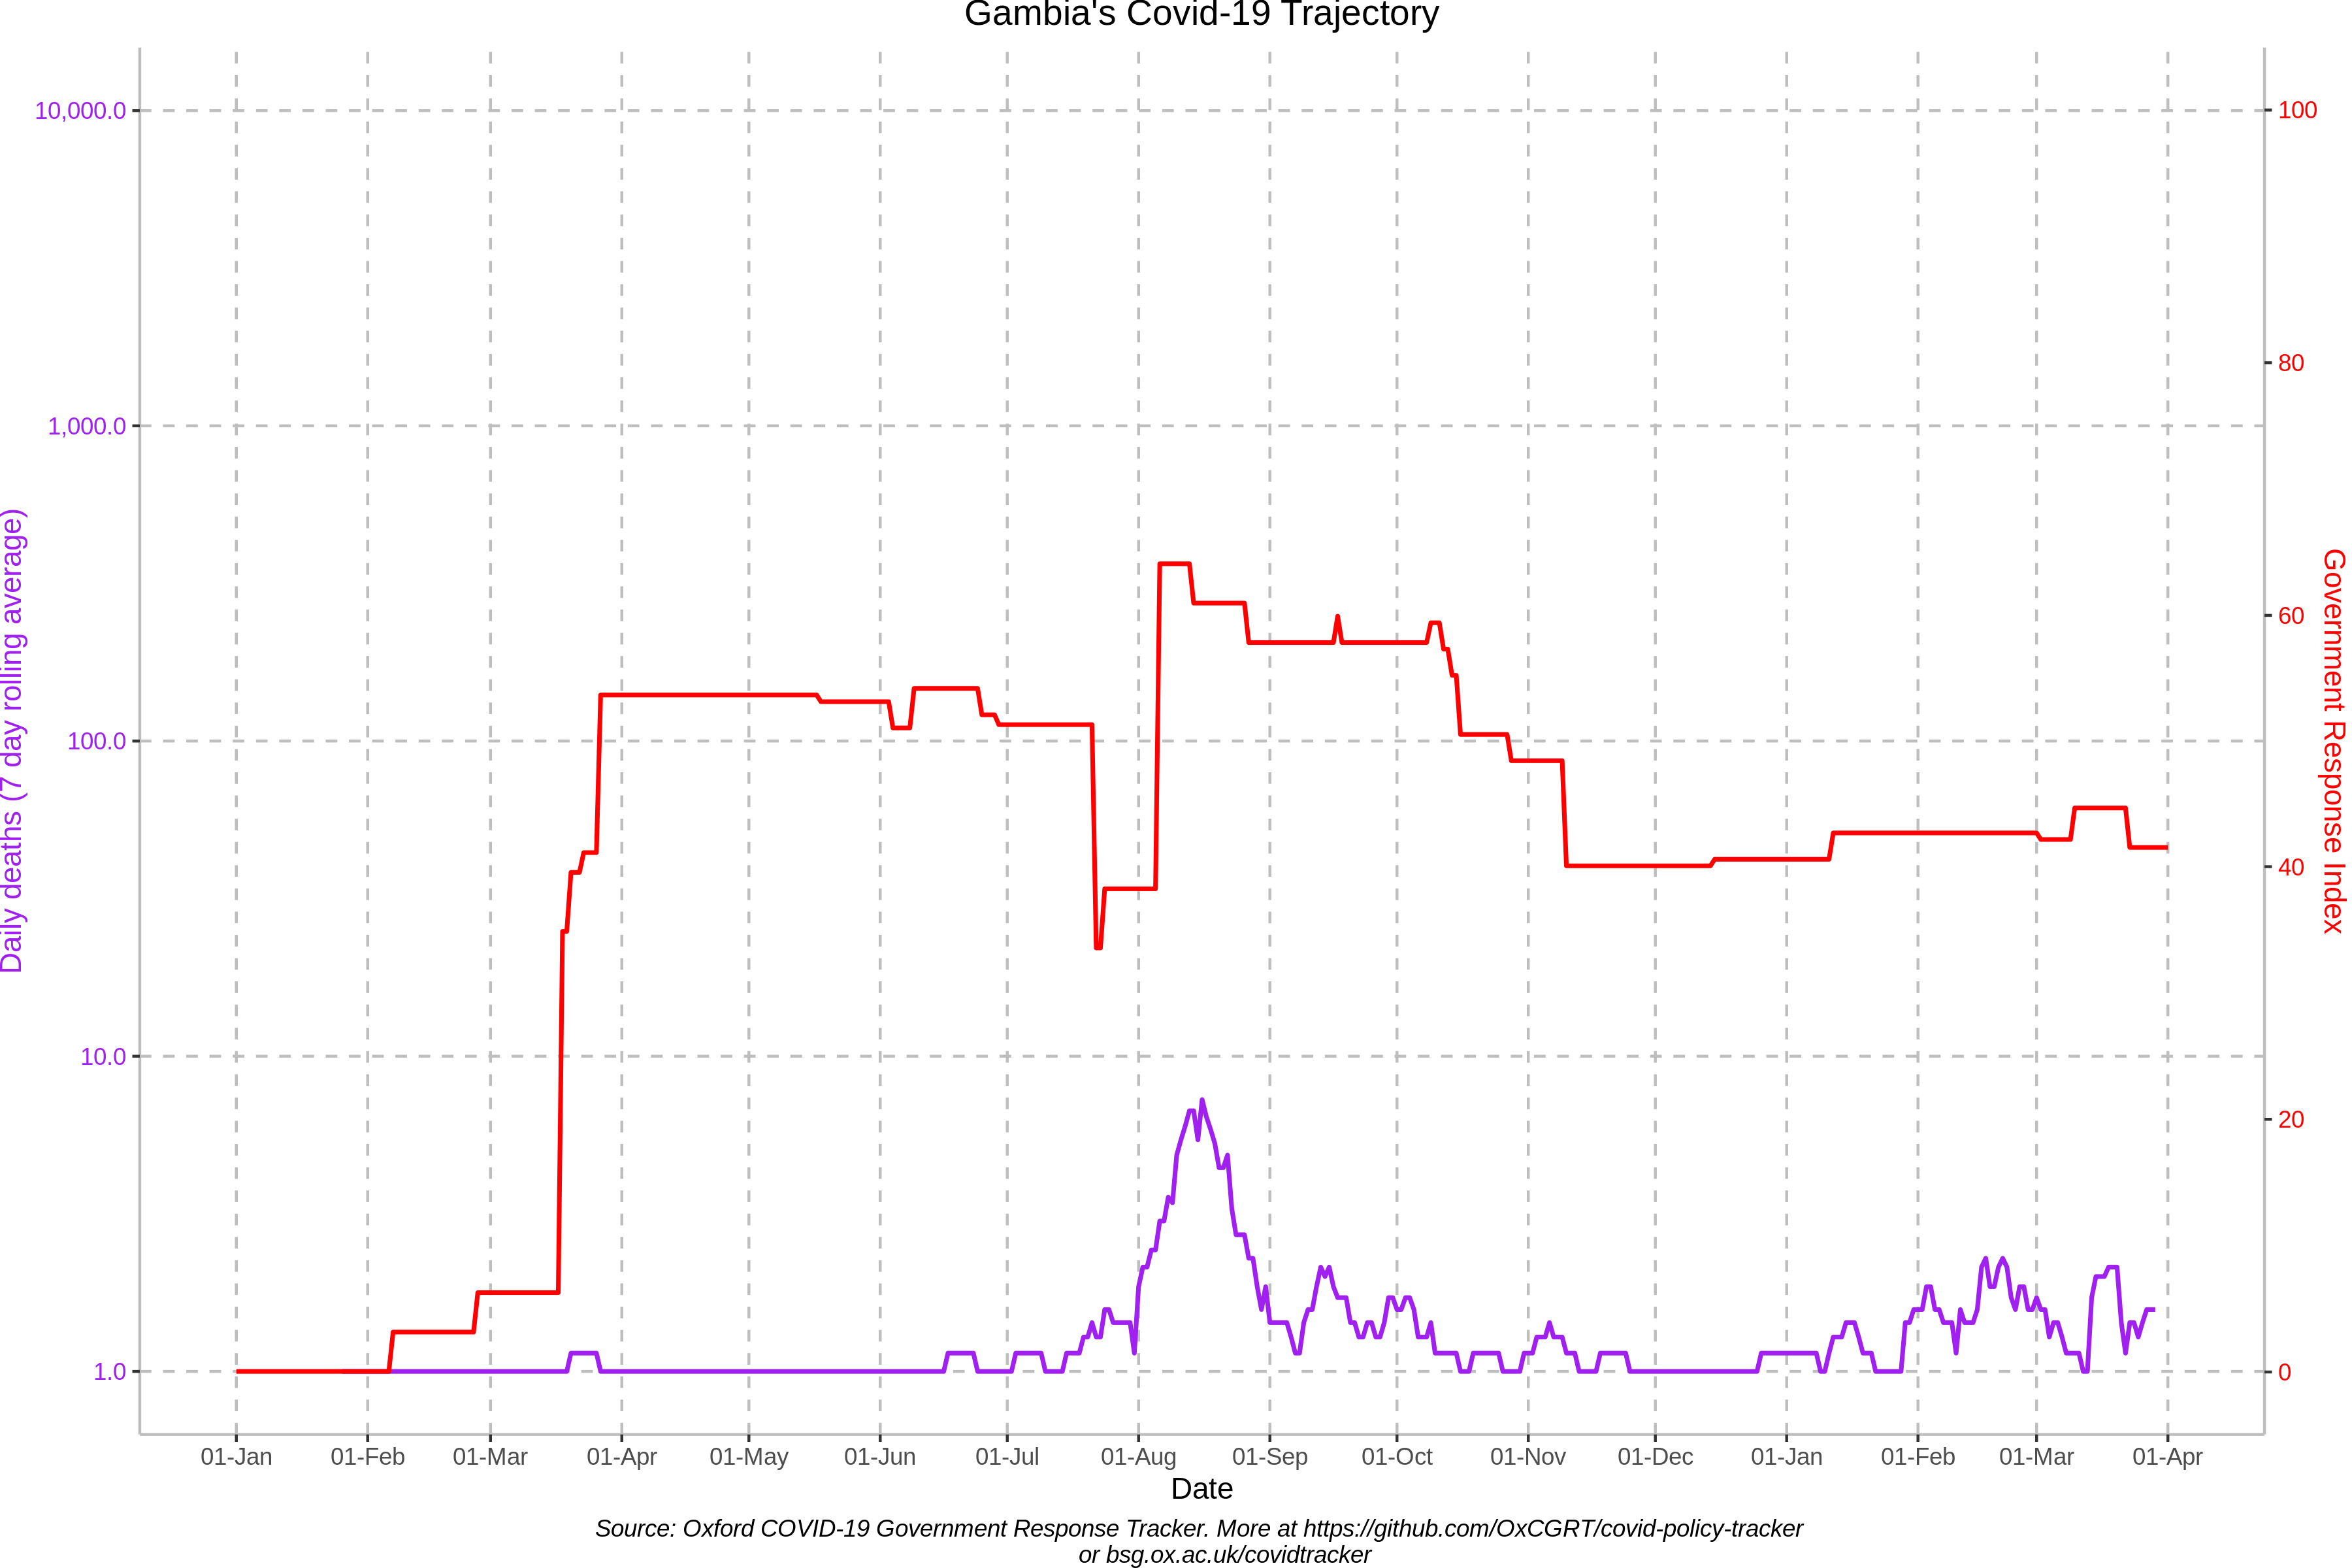 Gambia's Covid-19 Trajectory
10,000.0
1,000.0
100.0
10.0
1.0
Daily deaths (7 day rolling average)
100
80
60
40
20
0
Government Response Index
01-Jan 01-Feb 01-Mar 01-Apr 01-May 01-Jun 01-Jul 01-Aug 01-Sep 01-Oct 01-Nov 01-Dec 01-Jan 01-Feb 01-Mar 01-Apr
Date
Source: Oxford COVID-19 Government Response Tracker. More at https://github.com/OxCGRT/covid-policy-tracker
or bsg.ox.ac.uk/covidtracker